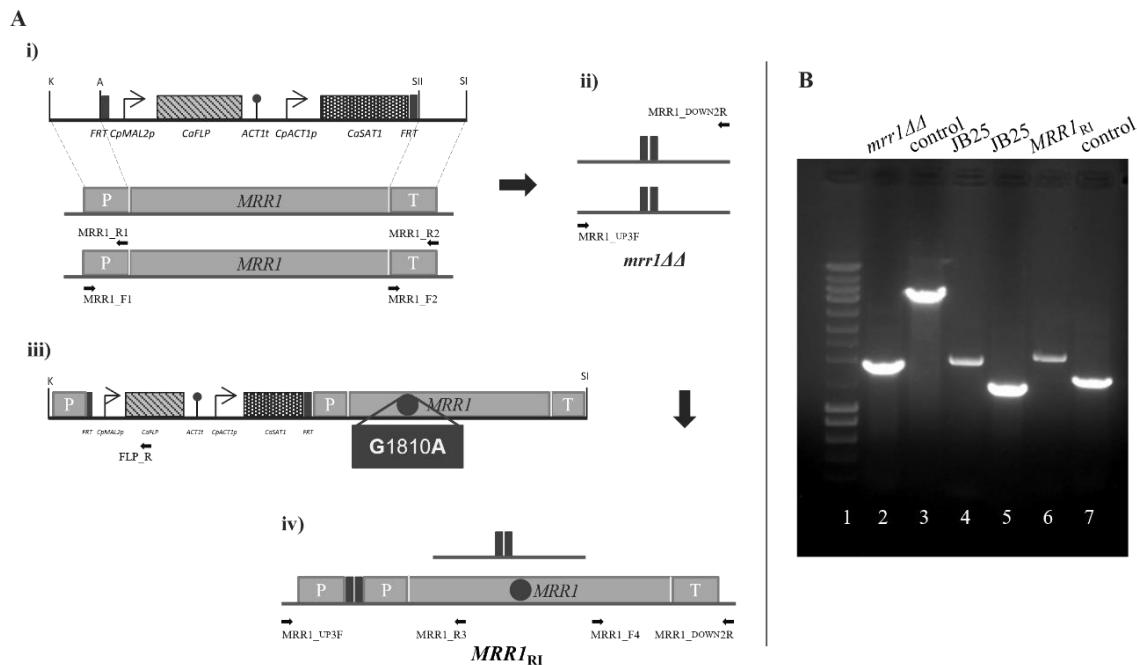 A
i)
K
A
SII
SI
FRT CpMAL2p CaFLP ACT1t CpACT1p CaSAT1 FRT
P MRR1 T
MRR1_R1 MRR1_R2
P MRR1 T
MRR1_F1 MRR1_F2
ii)
MRR1_DOWN2R
MRR1_UP3F
mrr1ΔΔ
iii)
K
SI
P P MRR1 T
FRT CpMAL2p CaFLP ACT1t CpACT1p CaSAT1 FRT
FLP_R
G1810A
iv)
P P MRR1 T
MRR1_UP3F MRR1_R3 MRR1_F4 MRR1_DOWN2R
MRR1RI
B
mrr1ΔΔ control JB25 JB25 MRR1RI control
1 2 3 4 5 6 7